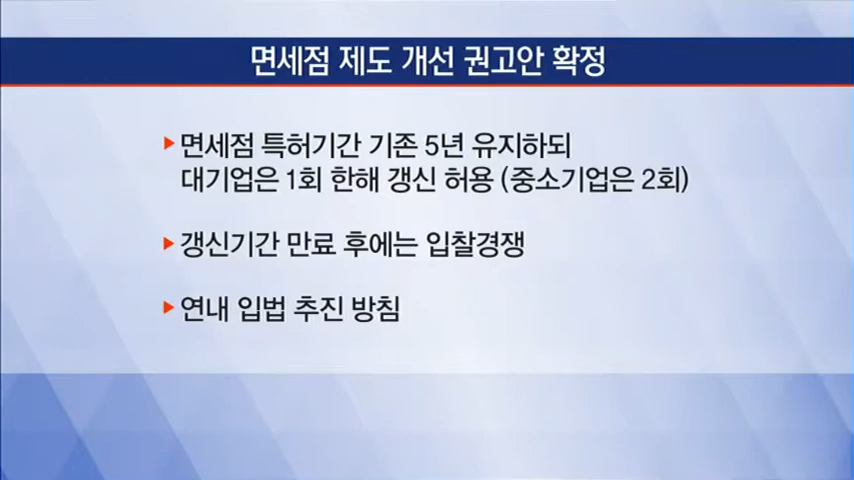 면세점 제도 개선 권고안 확정
▶면세점 특허기간 기존 5년 유지하되
대기업은 1회 한해 갱신 허용 (중소기업은 2회)
▶갱신기간 만료 후에는 입찰경쟁
▶연내 입법 추진 방침